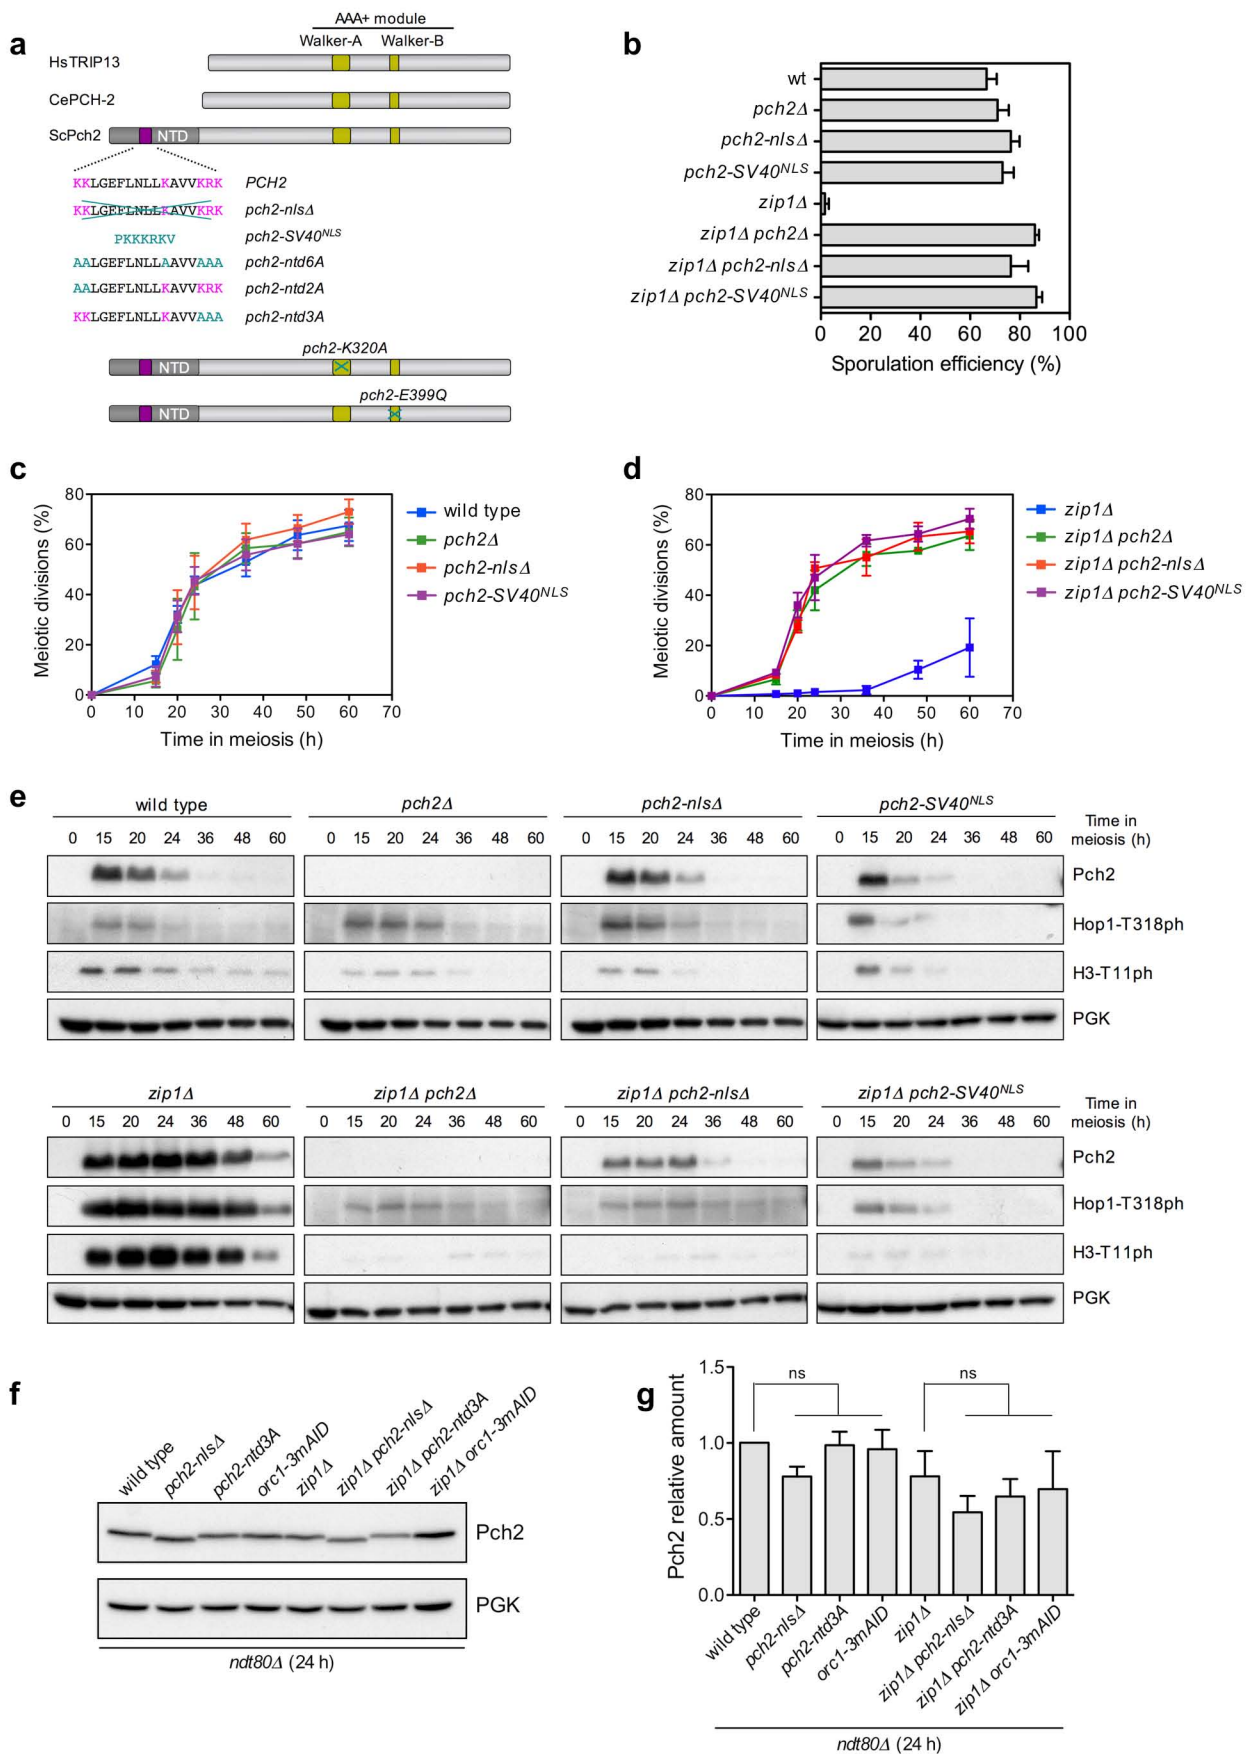 a
AAA+ module
Walker-A Walker-B
HsTRIP13
CePCH-2
ScPch2
NTD
KKLGEFLNLLKAVVKRK PCH2
KKLGEFLNLLKAVVKRK pch2-nlsΔ
PKKKRKV pch2-SV40NLS
AALGEFLNLLAAVVAAA pch2-ntd6A
AALGEFLNLLKAVVKRK pch2-ntd2A
KKLGEFLNLLKAVVAAA pch2-ntd3A
pch2-K320A
NTD
pch2-E399Q
NTD
b
wt
pch2Δ
pch2-nlsΔ
pch2-SV40NLS
zip1Δ
zip1Δ pch2Δ
zip1Δ pch2-nlsΔ
zip1Δ pch2-SV40NLS
0 20 40 60 80 100
Sporulation efficiency (%)
c
Meiotic divisions (%)
80
60
40
20
0
0 10 20 30 40 50 60 70
Time in meiosis (h)
wild type
pch2Δ
pch2-nlsΔ
pch2-SV40NLS
d
Meiotic divisions (%)
80
60
40
20
0
0 10 20 30 40 50 60 70
Time in meiosis (h)
zip1Δ
zip1Δ pch2Δ
zip1Δ pch2-nlsΔ
zip1Δ pch2-SV40NLS
e
wild type pch2Δ pch2-nlsΔ pch2-SV40NLS
0 15 20 24 36 48 60 0 15 20 24 36 48 60 0 15 20 24 36 48 60 0 15 20 24 36 48 60
Time in
meiosis (h)
Pch2
Hop1-T318ph
H3-T11ph
PGK
zip1Δ zip1Δ pch2Δ zip1Δ pch2-nlsΔ zip1Δ pch2-SV40NLS
0 15 20 24 36 48 60 0 15 20 24 36 48 60 0 15 20 24 36 48 60 0 15 20 24 36 48 60
Time in
meiosis (h)
Pch2
Hop1-T318ph
H3-T11ph
PGK
f
wild type
pch2-nlsΔ
pch2-ntd3A
orc1-3mAID
zip1Δ
zip1Δ pch2-nlsΔ
zip1Δ pch2-ntd3A
zip1Δ orc1-3mAID
Pch2
PGK
ndt80Δ (24 h)
g
Pch2 relative amount
1.5
1.0
0.5
0.0
ns
ns
wild type
pch2-nlsΔ
pch2-ntd3A
orc1-3mAID
zip1Δ
zip1Δ pch2-nlsΔ
zip1Δ pch2-ntd3A
zip1Δ orc1-3mAID
ndt80Δ (24 h)